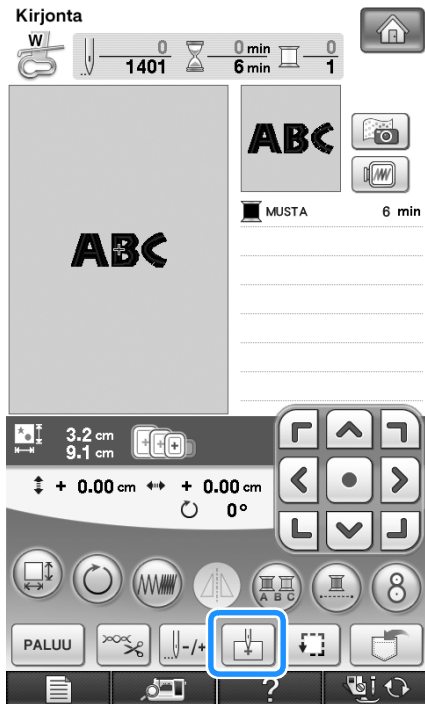 Kirjonta
W
0
1401
0 min
6 min
0
1
ABC
ABC
MUSTA 6 min
3.2 cm
9.1 cm
+ 0.00 cm + 0.00 cm
0°
A B C
8
PALUU
-/+
?